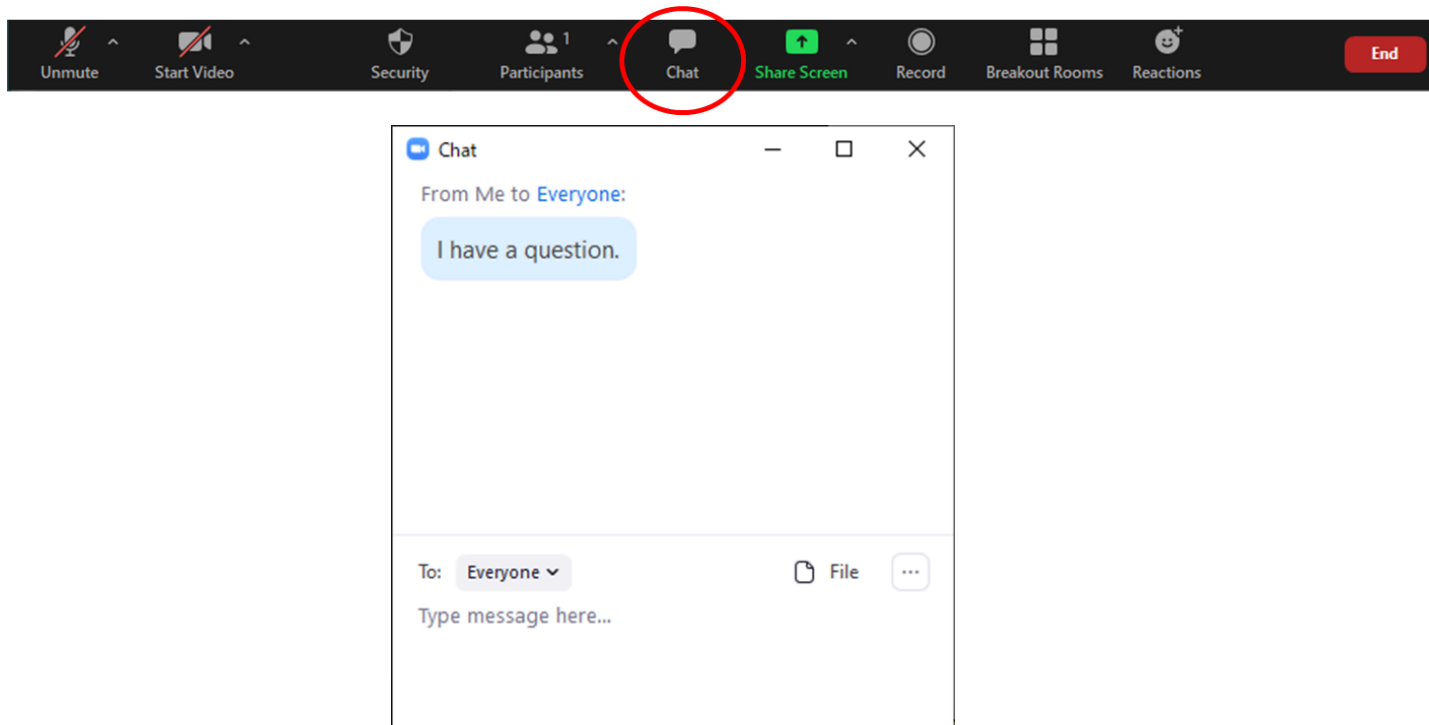 1
Unmute Start Video Security Participants Chat Share Screen Record Breakout Rooms Reactions End
Chat
From Me to Everyone:
I have a question.
To: Everyone File ...
Type message here...